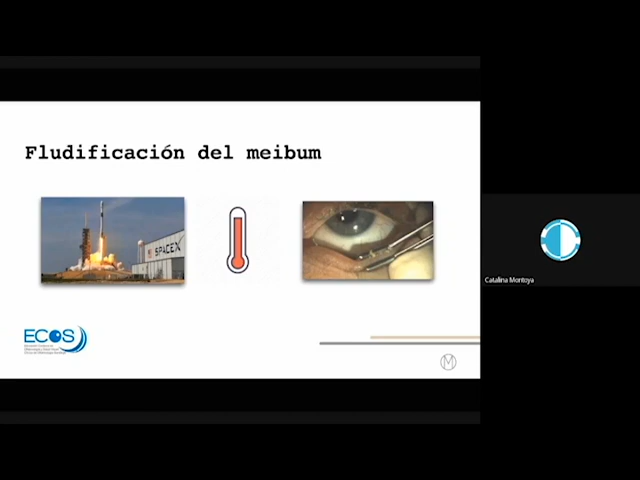 Fludificación del meibum
SPACEX
ECOS
M
Catalina Montoya